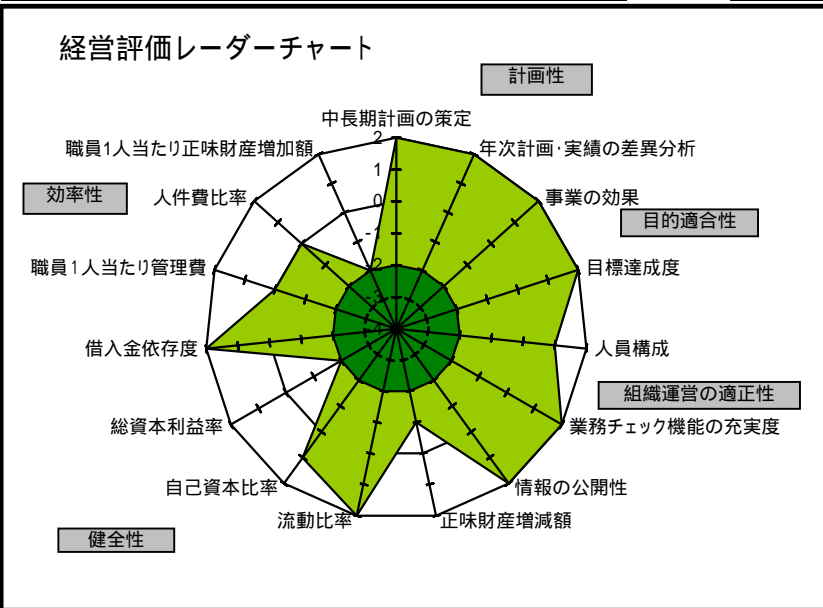 経営評価レーダーチャート
計画性
中長期計画の策定
職員1人当たり正味財産増加額
年次計画・実績の差異分析
効率性
人件費比率
事業の効果
目的適合性
職員1人当たり管理費
目標達成度
借入金依存度
人員構成
組織運営の適正性
総資本利益率
業務チェック機能の充実度
自己資本比率
情報の公開性
流動比率
正味財産増減額
健全性
2
1
0
-1
-2
-3
-4